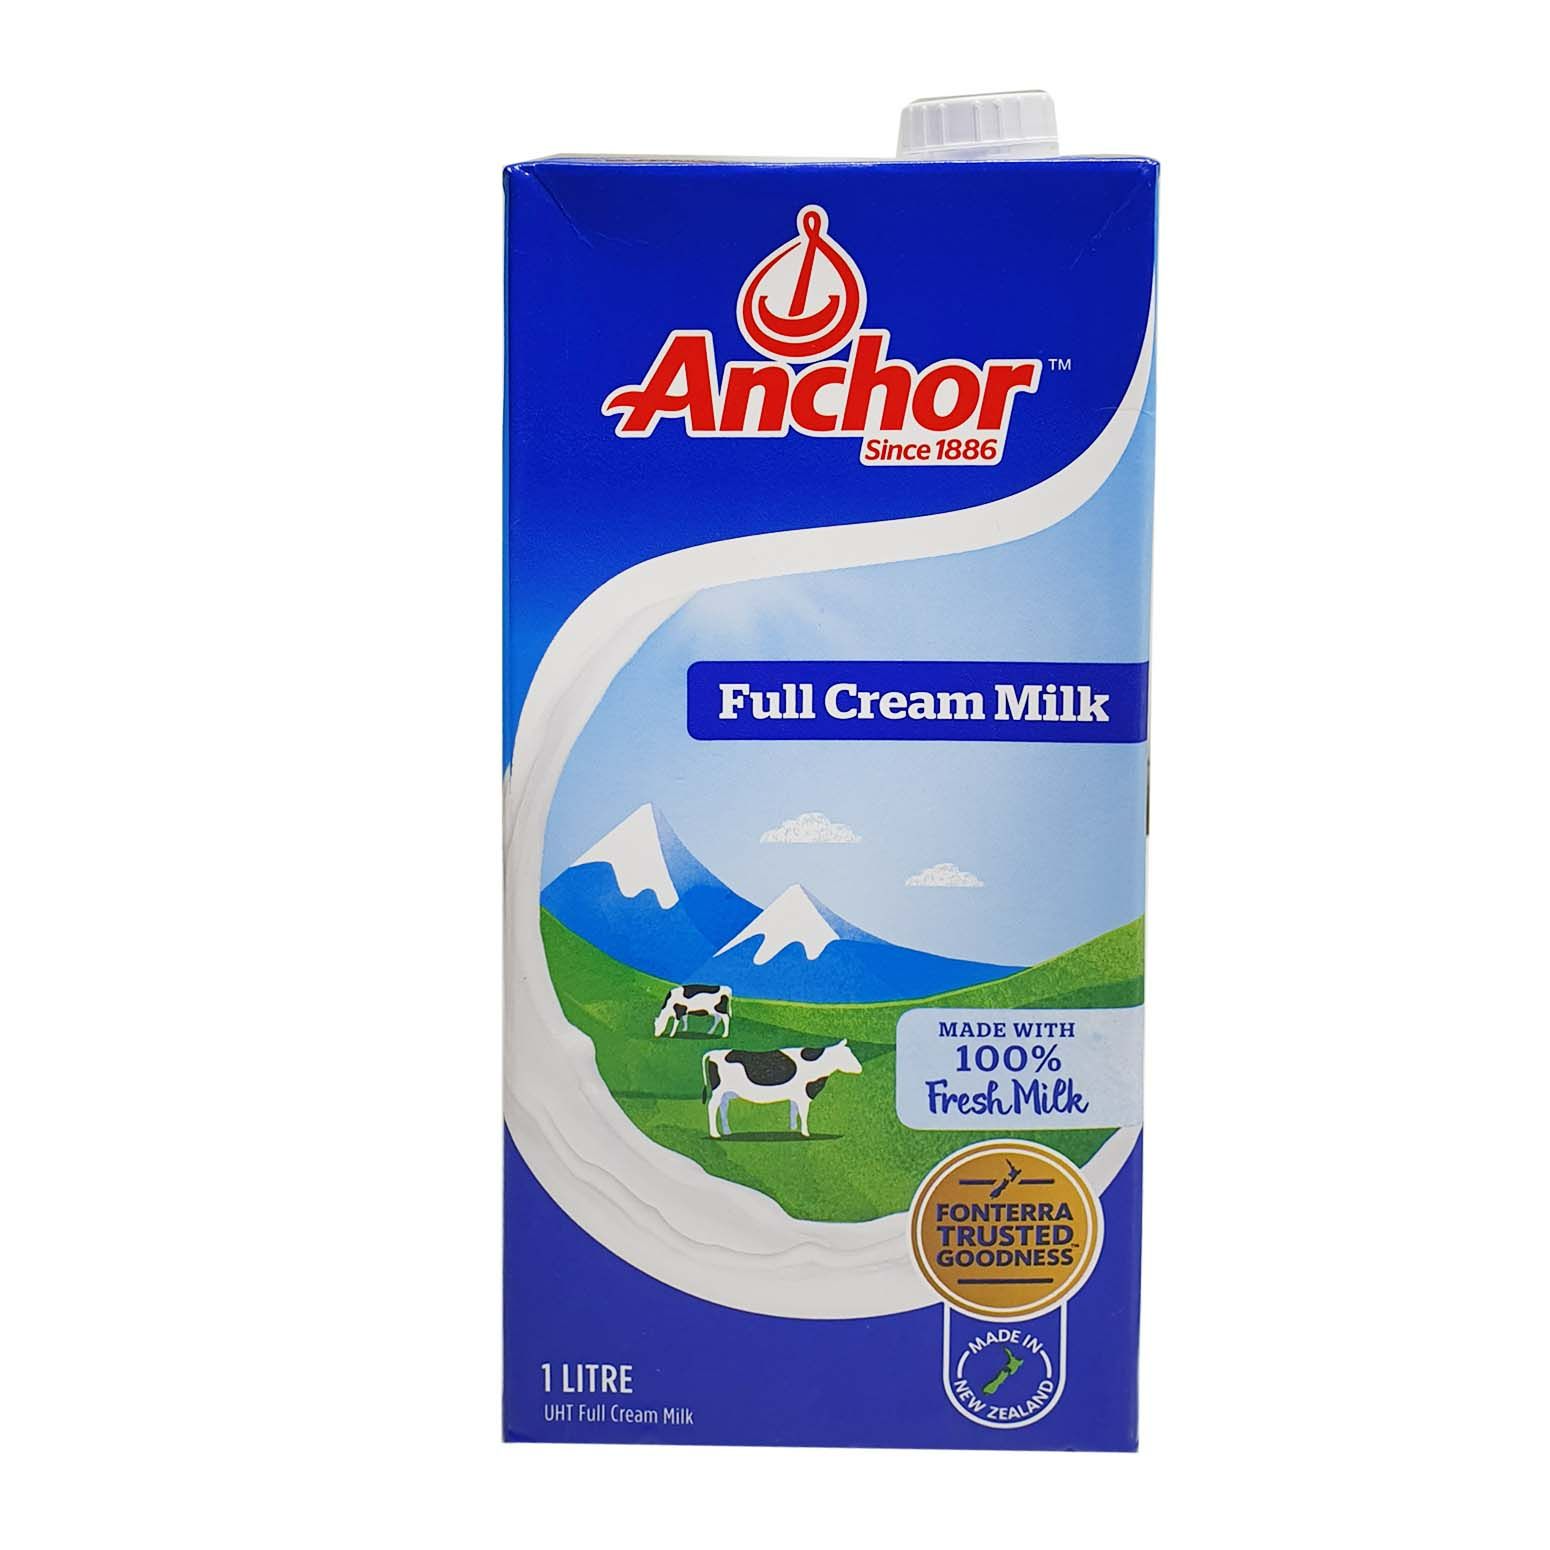 Anchor™
Since 1886
Full Cream Milk
MADE WITH
100%
Fresh Milk
FONTERRA
TRUSTED
GOODNESS™
MADE IN
NEW ZEALAND
1 LITRE
UHT Full Cream Milk